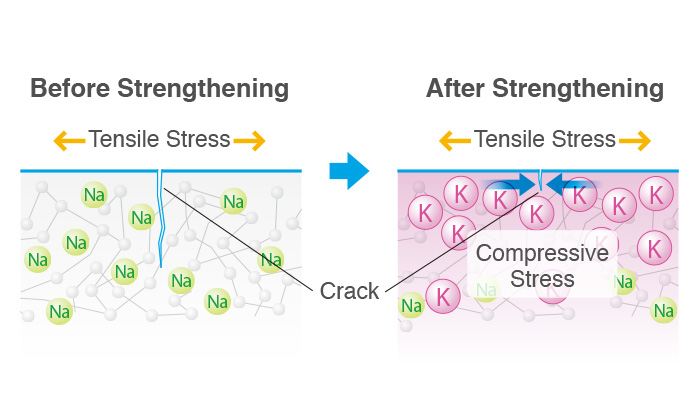 Before Strengthening
Tensile Stress
Na
Na
Na
Na
Na
Na
Na
Na
Na
Crack
After Strengthening
Tensile Stress
K
K
K
K
K
K
K
K
K
K
K
K
Compressive
Stress
Na
Na
Na
Na